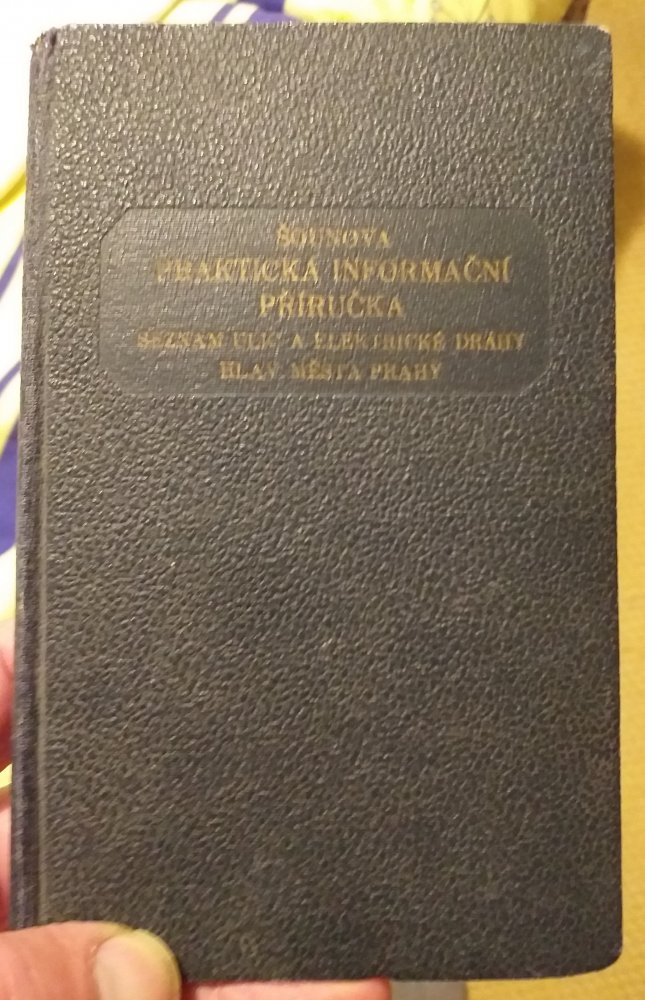 ŠOUNOVA
PRAKTICKÁ INFORMAČNÍ
PŘÍRUČKA
SEZNAM ULIC A ELEKTRICKÉ DRÁHY
HLAV. MĚSTA PRAHY